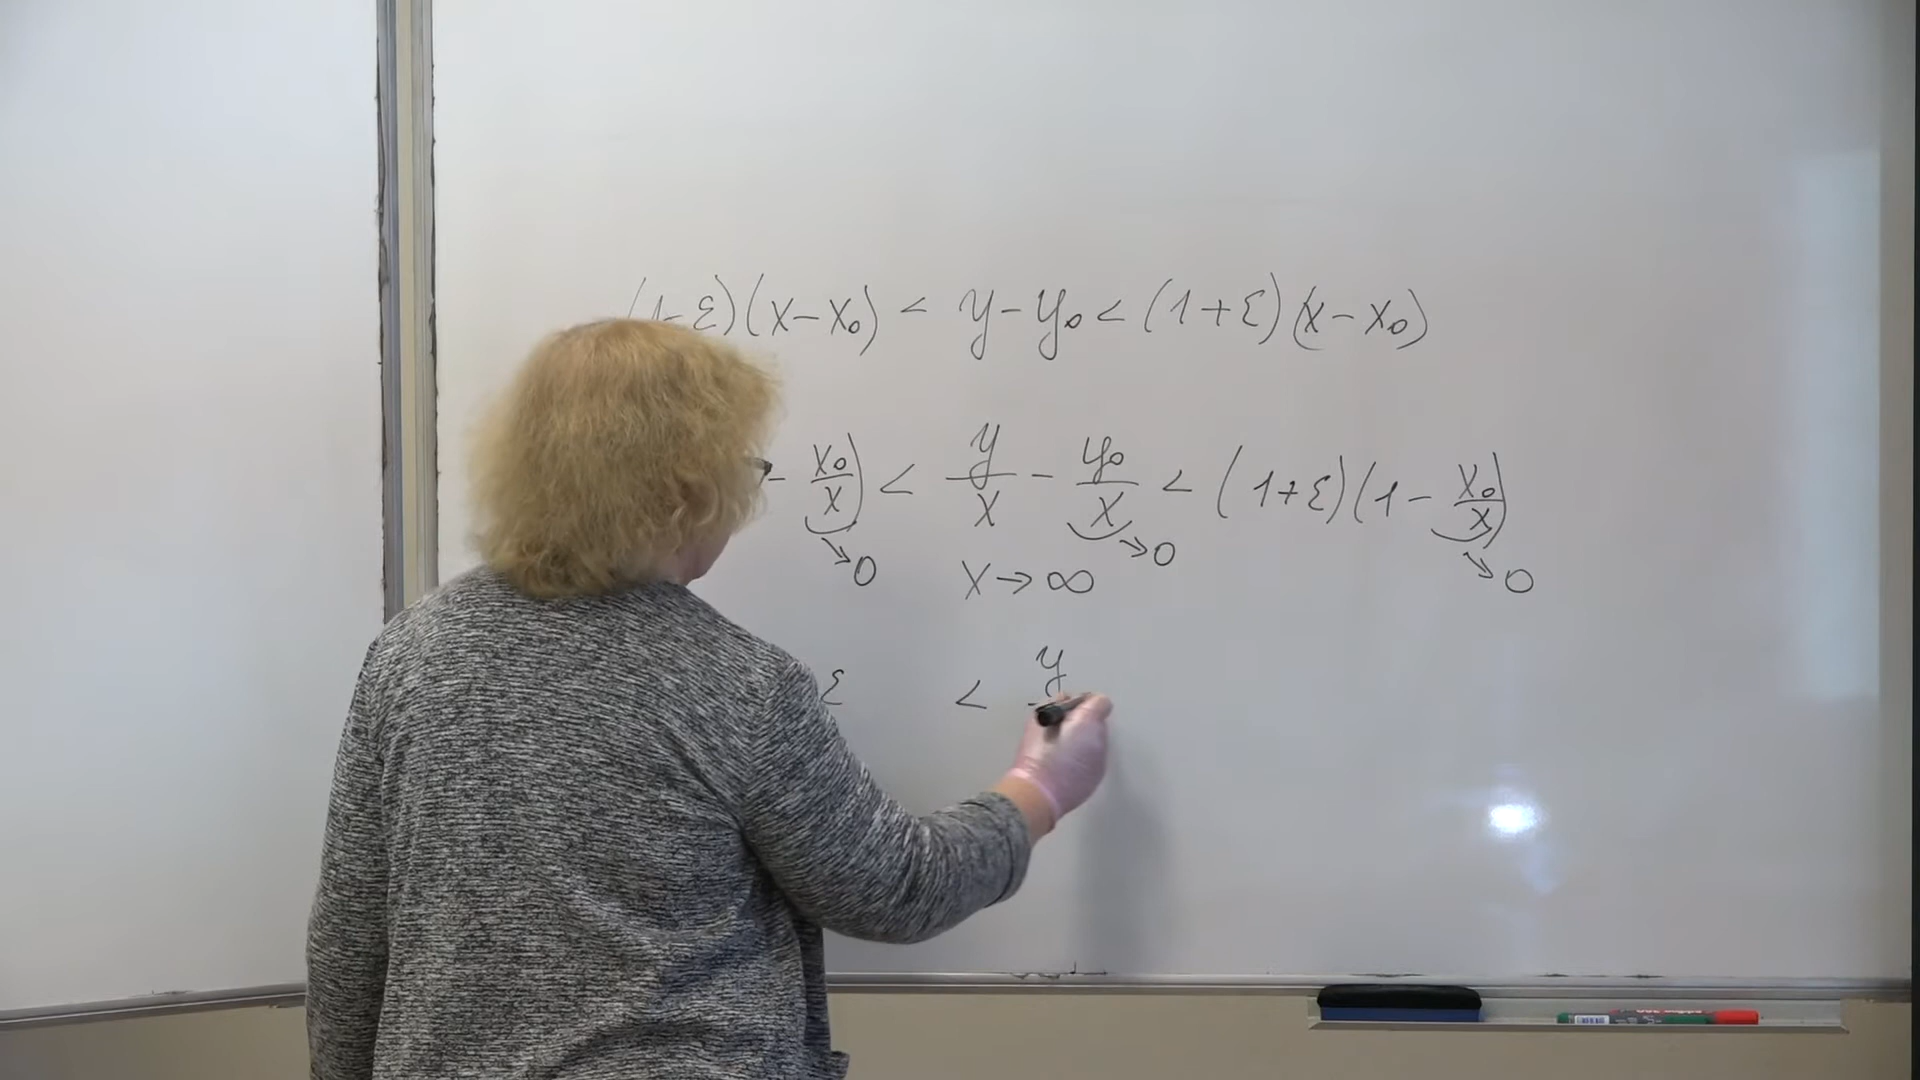 (1-ε)(x-x₀) < y-y₀ < (1+ε)(x-x₀)
- x₀/x) < y/x - y₀/x < (1+ε)(1 - x₀/x)
→0 x→∞ →0 →0
ε < y